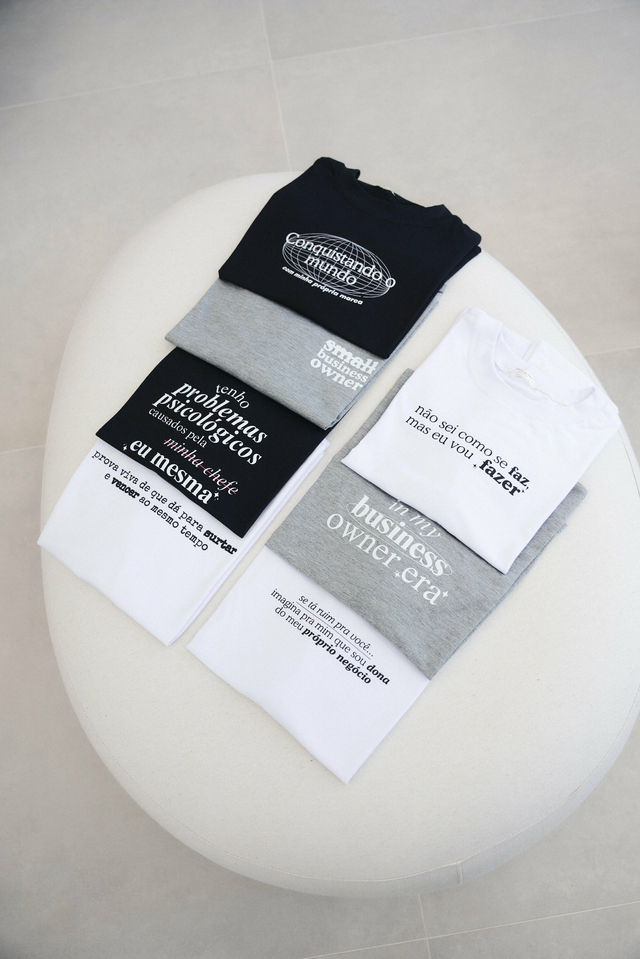 Conquistando o
mundo
com minha própria marca
small
business
owner
tenho
problemas
psicológicos
causados pela
minha chefe
eu mesma
prova viva de que dá para surtar
e vencer ao mesmo tempo
não sei como se faz,
mas eu vou fazer
in my
business
owner era
se tá ruim pra você...
imagina pra mim que sou dona
do meu próprio negócio